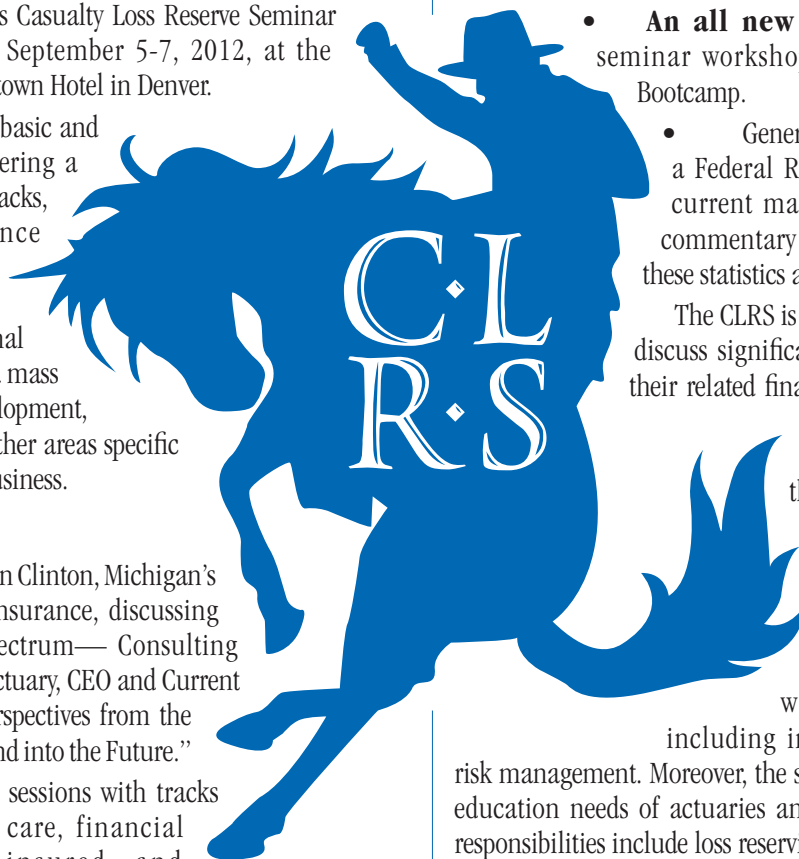 s Casualty Loss Reserve Seminar
September 5-7, 2012, at the
town Hotel in Denver.
basic and
ering a
acks,
nce
nal
mass
lopment,
ther areas specific
usiness.
n Clinton, Michigan’s
nsurance, discussing
ectrum— Consulting
ctuary, CEO and Current
rspectives from the
nd into the Future.”
sessions with tracks
care, financial
insured, and
C·L
R·S
• An all new
seminar worksho
Bootcamp.
• Gener
a Federal R
current ma
commentary
these statistics a
The CLRS is
discuss significa
their related fina
th
w
including i
risk management. Moreover, the s
education needs of actuaries an
responsibilities include loss reservi